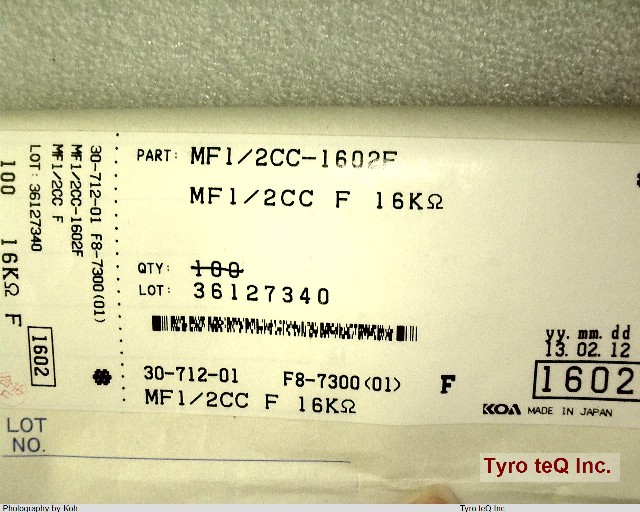 PART: MF1/2CC-1602F
MF1/2CC F 16KΩ
QTY: 100
LOT: 36127340
30-712-01 F8-7300(01) F
MF1/2CC F 16KΩ
yy. mm. dd
13. 02. 12
1602
KOA MADE IN JAPAN
30-712-01 F8-7300(01)
MF1/2CC-1602F
MF1/2CC F
LOT: 36127340
100 16KΩ F
1602
LOT
NO.
Tyro teQ Inc.
Photography by Koh
Tyro teQ Inc